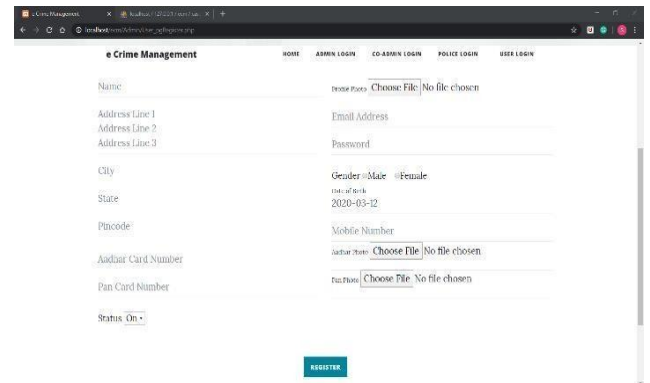 e Crime Management
e Crime Management HOME ADMIN LOGIN CO-ADMIN LOGIN POLICE LOGIN USER LOGIN
Name
Profile Photo Choose File No file chosen
Address Line 1
Address Line 2
Address Line 3
Email Address
Password
City
Gender Male Female
State
Date of Birth
2020-03-12
Pincode
Mobile Number
Aadhar Card Number
Aadhar Photo Choose File No file chosen
Pan Card Number
Pan Photo Choose File No file chosen
Status On
REGISTER